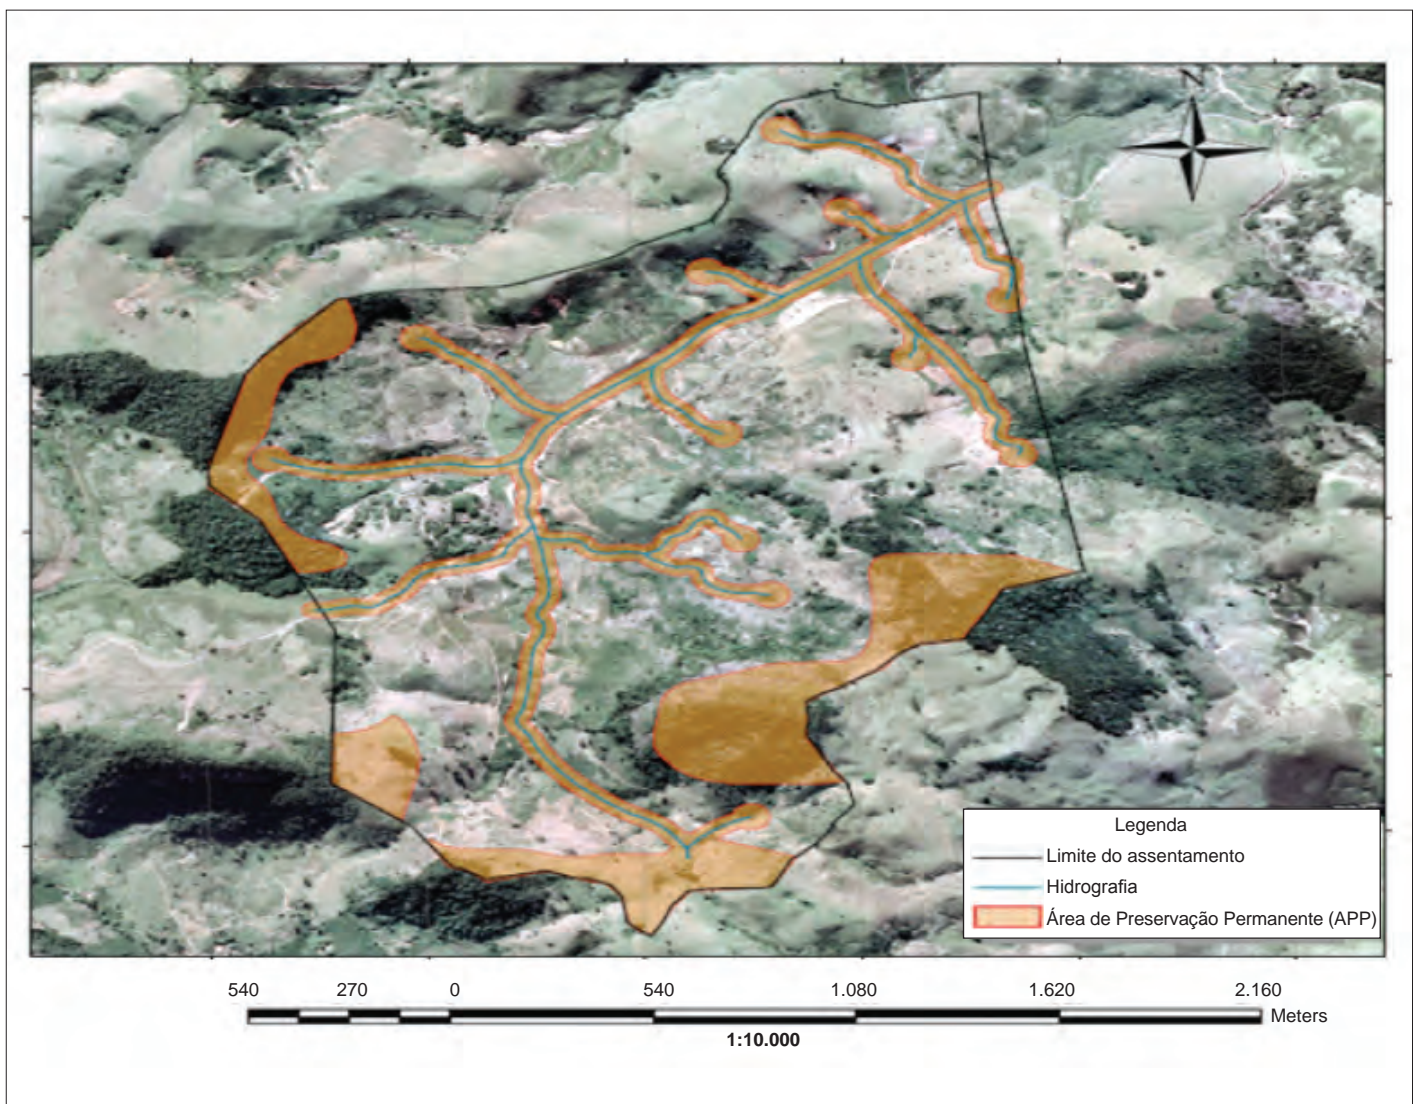 N
Legenda
Limite do assentamento
Hidrografia
Área de Preservação Permanente (APP)
540 270 0 540 1.080 1.620 2.160
Meters
1:10.000